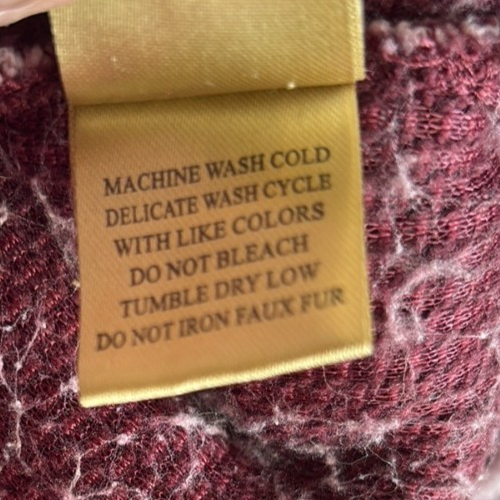 MACHINE WASH COLD
DELICATE WASH CYCLE
WITH LIKE COLORS
DO NOT BLEACH
TUMBLE DRY LOW
DO NOT IRON FAUX FUR